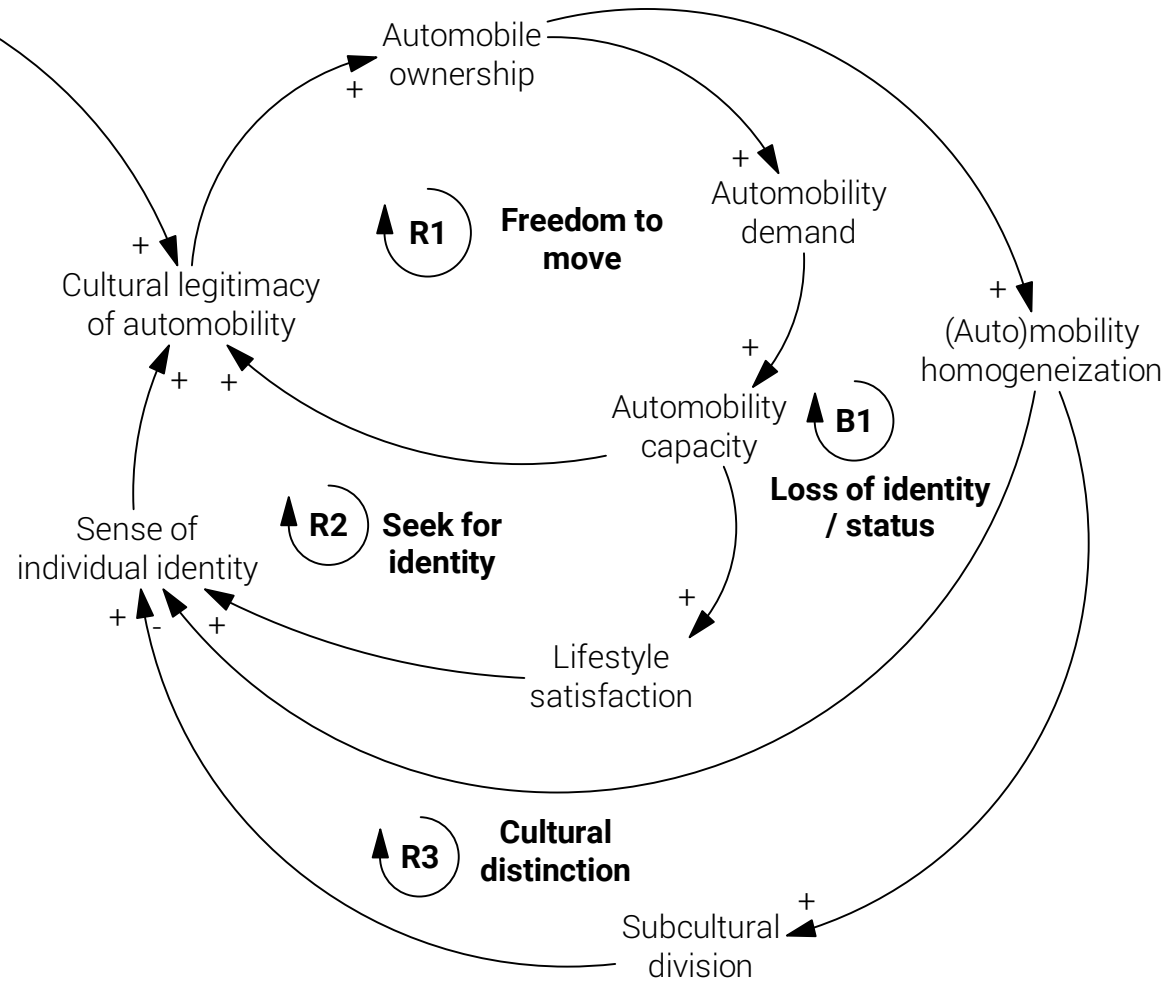 Automobile
ownership
+
+
Automobility
demand
R1
Freedom to
move
+
Cultural legitimacy
of automobility
+
(Auto)mobility
homogeneization
+
+
+
Automobility
capacity
B1
Loss of identity
/ status
Sense of
individual identity
R2
Seek for
identity
+
-
+
+
Lifestyle
satisfaction
R3
Cultural
distinction
+
Subcultural
division